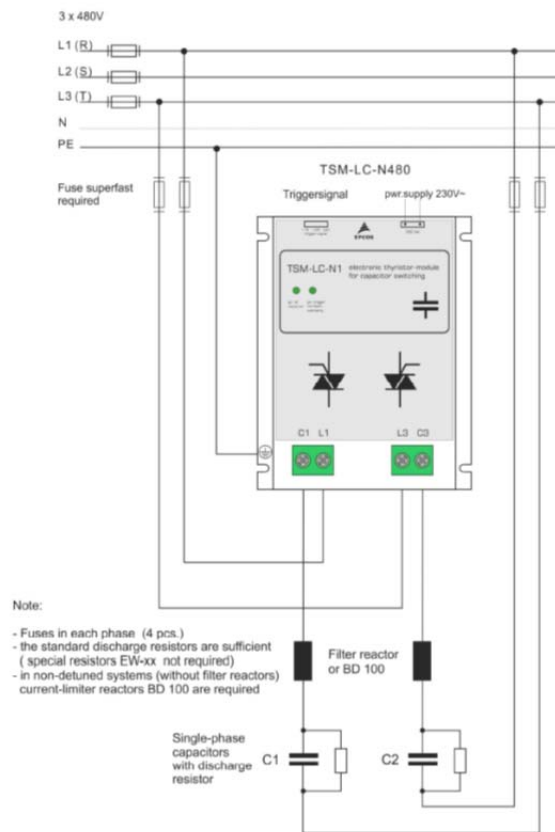 3 x 480V
L1 (R)
L2 (S)
L3 (T)
N
PE
TSM-LC-N480
Fuse superfast
required
Triggersignal
pwr.supply 230V~
EPCOS
TSM-LC-N1
electronic thyristor-module
for capacitor switching
C1 L1
L3 C3
Note:
- Fuses in each phase (4 pcs.)
- the standard discharge resistors are sufficient
( special resistors EW-xx not required)
- in non-detuned systems (without filter reactors)
current-limiter reactors BD 100 are required
Filter reactor
or BD 100
Single-phase
capacitors
with discharge
resistor
C1
C2